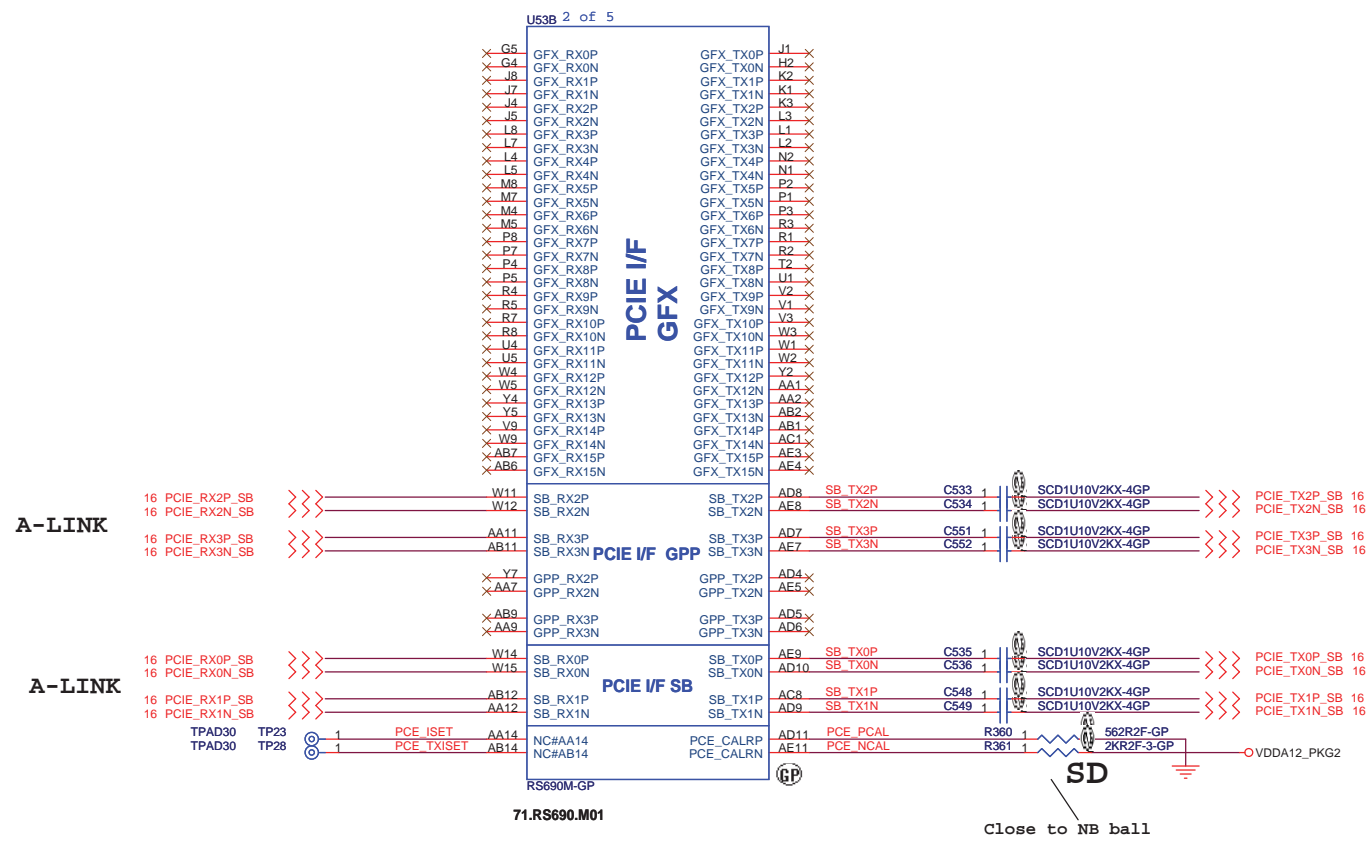 U53B 2 of 5
G5 GFX_RX0P GFX_TX0P J1
G4 GFX_RX0N GFX_TX0N H2
J8 GFX_RX1P GFX_TX1P K2
J7 GFX_RX1N GFX_TX1N K1
J4 GFX_RX2P GFX_TX2P K3
J5 GFX_RX2N GFX_TX2N L3
L8 GFX_RX3P GFX_TX3P L1
L7 GFX_RX3N GFX_TX3N L2
L4 GFX_RX4P GFX_TX4P N2
L5 GFX_RX4N GFX_TX4N N1
M8 GFX_RX5P GFX_TX5P P2
M7 GFX_RX5N GFX_TX5N P1
M4 GFX_RX6P GFX_TX6P P3
M5 GFX_RX6N GFX_TX6N R3
P8 GFX_RX7P GFX_TX7P R1
P7 GFX_RX7N GFX_TX7N R2
P4 GFX_RX8P GFX_TX8P T2
P5 GFX_RX8N GFX_TX8N U1
R4 GFX_RX9P GFX_TX9P V2
R5 GFX_RX9N GFX_TX9N V1
R7 GFX_RX10P GFX_TX10P V3
R8 GFX_RX10N GFX_TX10N W3
U4 GFX_RX11P GFX_TX11P W1
U5 GFX_RX11N GFX_TX11N W2
W4 GFX_RX12P GFX_TX12P Y2
W5 GFX_RX12N GFX_TX12N AA1
Y4 GFX_RX13P GFX_TX13P AA2
Y5 GFX_RX13N GFX_TX13N AB2
V9 GFX_RX14P GFX_TX14P AB1
W9 GFX_RX14N GFX_TX14N AC1
AB7 GFX_RX15P GFX_TX15P AE3
AB6 GFX_RX15N GFX_TX15N AE4
PCIE I/F
GFX
16 PCIE_RX2P_SB W11 SB_RX2P SB_TX2P AD8 SB_TX2P C533 1 SCD1U10V2KX-4GP PCIE_TX2P_SB 16
16 PCIE_RX2N_SB W12 SB_RX2N SB_TX2N AE8 SB_TX2N C534 1 SCD1U10V2KX-4GP PCIE_TX2N_SB 16
A-LINK
16 PCIE_RX3P_SB AA11 SB_RX3P SB_TX3P AD7 SB_TX3P C551 1 SCD1U10V2KX-4GP PCIE_TX3P_SB 16
16 PCIE_RX3N_SB AB11 SB_RX3N SB_TX3N AE7 SB_TX3N C552 1 SCD1U10V2KX-4GP PCIE_TX3N_SB 16
PCIE I/F GPP
Y7 GPP_RX2P GPP_TX2P AD4
AA7 GPP_RX2N GPP_TX2N AE5
AB9 GPP_RX3P GPP_TX3P AD5
AA9 GPP_RX3N GPP_TX3N AD6
16 PCIE_RX0P_SB W14 SB_RX0P SB_TX0P AE9 SB_TX0P C535 1 SCD1U10V2KX-4GP PCIE_TX0P_SB 16
16 PCIE_RX0N_SB W15 SB_RX0N SB_TX0N AD10 SB_TX0N C536 1 SCD1U10V2KX-4GP PCIE_TX0N_SB 16
A-LINK
PCIE I/F SB
16 PCIE_RX1P_SB AB12 SB_RX1P SB_TX1P AC8 SB_TX1P C548 1 SCD1U10V2KX-4GP PCIE_TX1P_SB 16
16 PCIE_RX1N_SB AA12 SB_RX1N SB_TX1N AD9 SB_TX1N C549 1 SCD1U10V2KX-4GP PCIE_TX1N_SB 16
TPAD30 TP23 1 PCE_ISET AA14 NC#AA14 PCE_CALRP AD11 PCE_PCAL R360 1 562R2F-GP
TPAD30 TP28 1 PCE_TXISET AB14 NC#AB14 PCE_CALRN AE11 PCE_NCAL R361 1 2KR2F-3-GP VDDA12_PKG2
GP
SD
RS690M-GP
71.RS690.M01
Close to NB ball